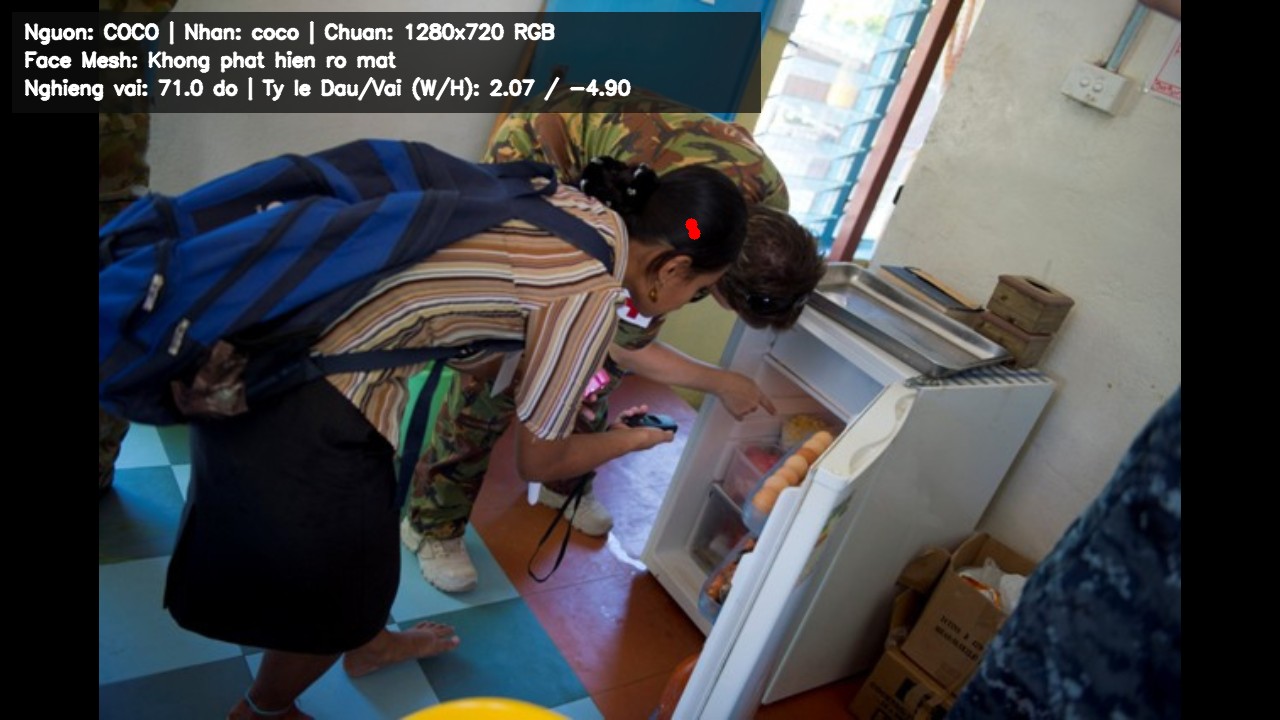 Nguon: COCO | Nhan: coco | Chuan: 1280x720 RGB
Face Mesh: Khong phat hien ro mat
Nghieng vai: 71.0 do | Ty le Dau/Vai (W/H): 2.07 / -4.90